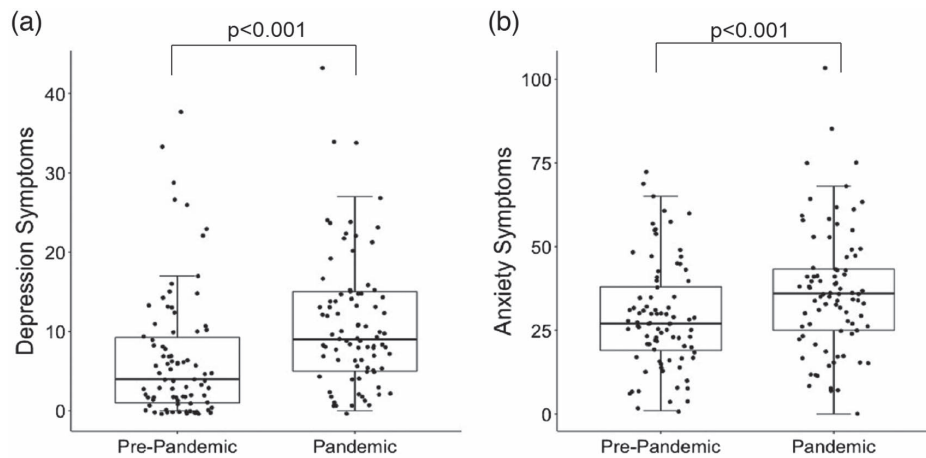 (a)
p<0.001
Depression Symptoms
40
30
20
10
0
Pre-Pandemic Pandemic
(b)
p<0.001
Anxiety Symptoms
100
75
50
25
0
Pre-Pandemic Pandemic